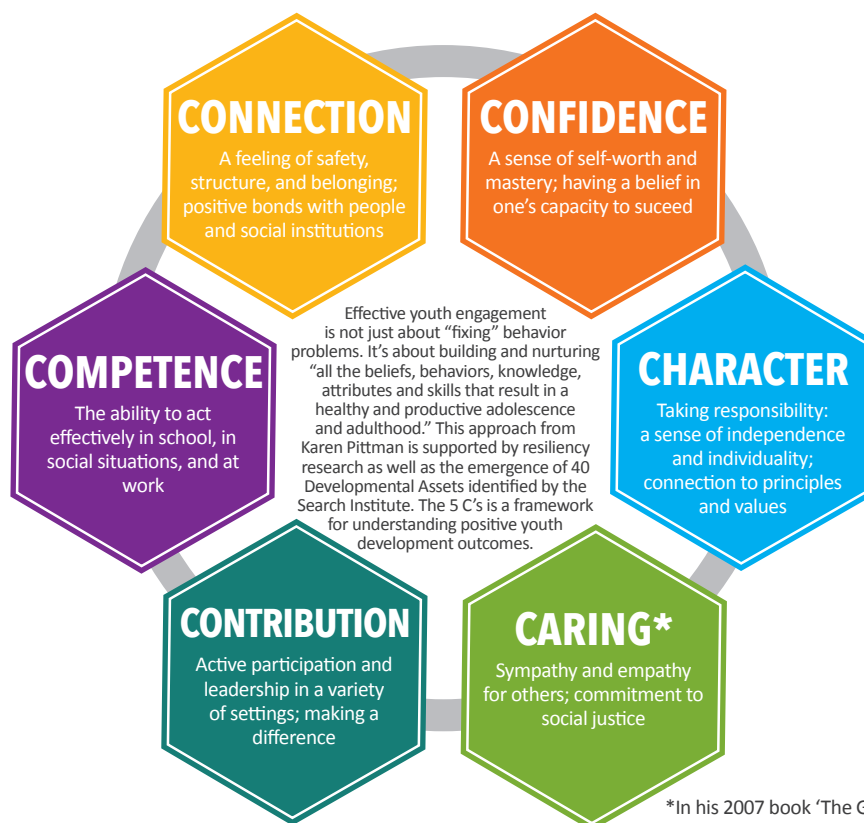 CONNECTION
A feeling of safety,
structure, and belonging;
positive bonds with people
and social institutions
CONFIDENCE
A sense of self-worth and
mastery; having a belief in
one's capacity to suceed
COMPETENCE
The ability to act
effectively in school, in
social situations, and at
work
Effective youth engagement
is not just about "fixing" behavior
problems. It's about building and nurturing
"all the beliefs, behaviors, knowledge,
attributes and skills that result in a
healthy and productive adolescence
and adulthood." This approach from
Karen Pittman is supported by resiliency
research as well as the emergence of 40
Developmental Assets identified by the
Search Institute. The 5 C's is a framework
for understanding positive youth
development outcomes.
CHARACTER
Taking responsibility:
a sense of independence
and individuality;
connection to principles
and values
CONTRIBUTION
Active participation and
leadership in a variety
of settings; making a
difference
CARING*
Sympathy and empathy
for others; commitment to
social justice
*In his 2007 book 'The G